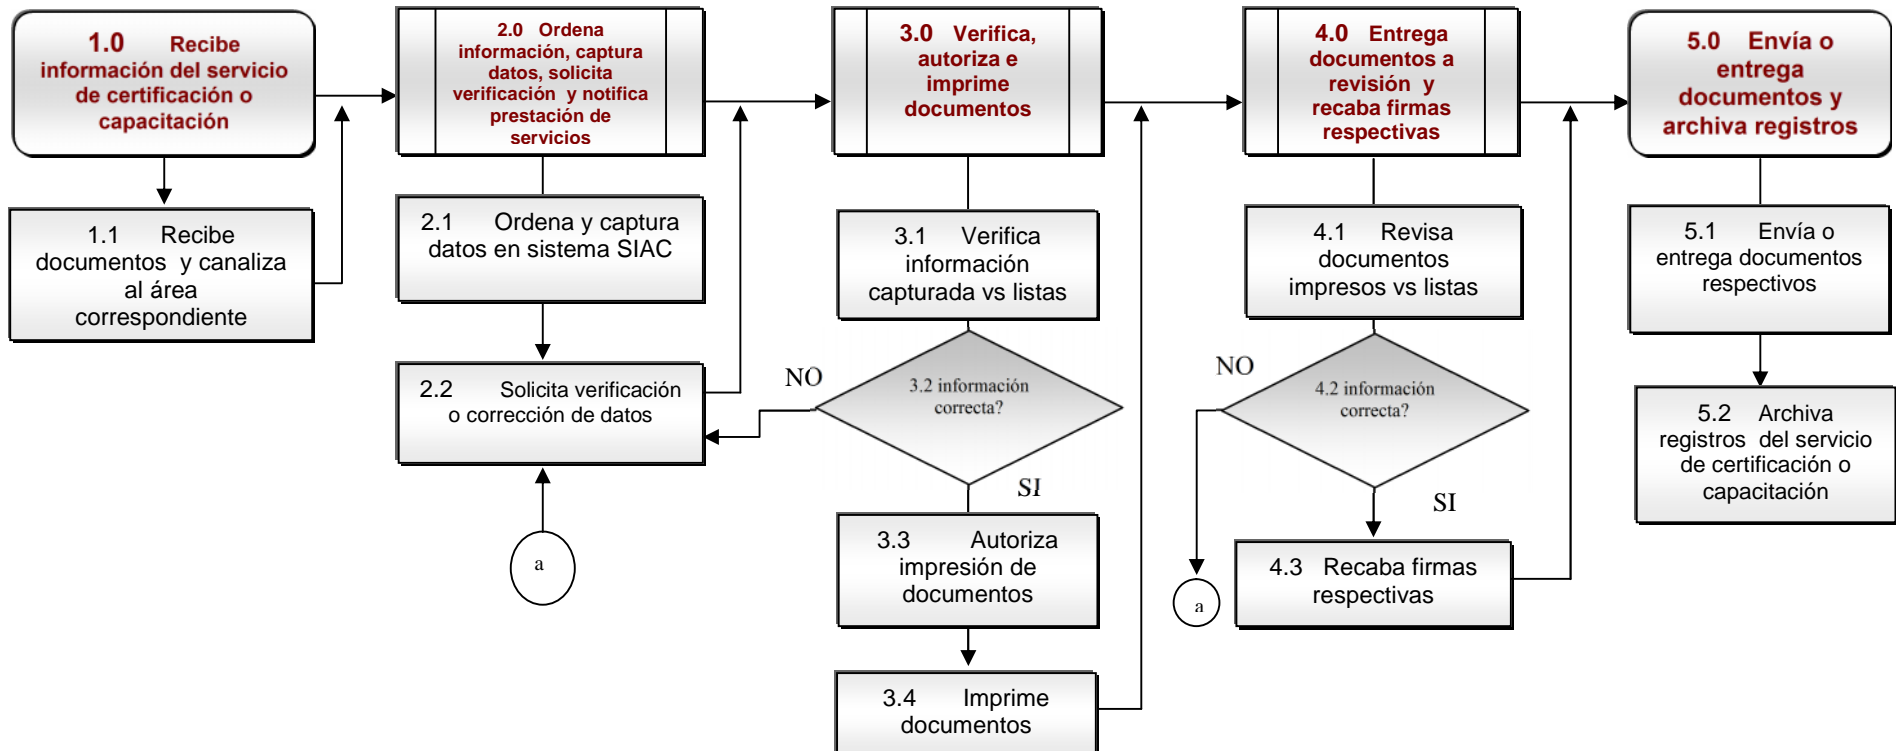 1.0 Recibe
información del servicio
de certificación o
capacitación
1.1 Recibe
documentos y canaliza
al área
correspondiente
2.0 Ordena
información, captura
datos, solicita
verificación y notifica
prestación de
servicios
2.1 Ordena y captura
datos en sistema SIAC
2.2 Solicita verificación
o corrección de datos
a
3.0 Verifica,
autoriza e
imprime
documentos
3.1 Verifica
información
capturada vs listas
NO
3.2 información
correcta?
SI
3.3 Autoriza
impresión de
documentos
3.4 Imprime
documentos
4.0 Entrega
documentos a
revisión y
recaba firmas
respectivas
4.1 Revisa
documentos
impresos vs listas
NO
4.2 información
correcta?
SI
a
4.3 Recaba firmas
respectivas
5.0 Envía o
entrega
documentos y
archiva registros
5.1 Envía o
entrega documentos
respectivos
5.2 Archiva
registros del servicio
de certificación o
capacitación